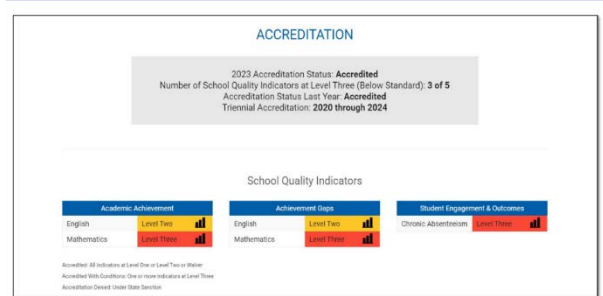 ACCREDITATION
2023 Accreditation Status: Accredited
Number of School Quality Indicators at Level Three (Below Standard): 3 of 5
Accreditation Status Last Year: Accredited
Triennial Accreditation: 2020 through 2024
School Quality Indicators
Academic Achievement
English Level Two
Mathematics Level Three
Achievement Gaps
English Level Two
Mathematics Level Three
Student Engagement & Outcomes
Chronic Absenteeism Level Three
Accredited: All Indicators at Level One or Level Two or Waiver
Accredited With Conditions: One or more Indicators at Level Three
Accreditation Denied: Under State Sanction